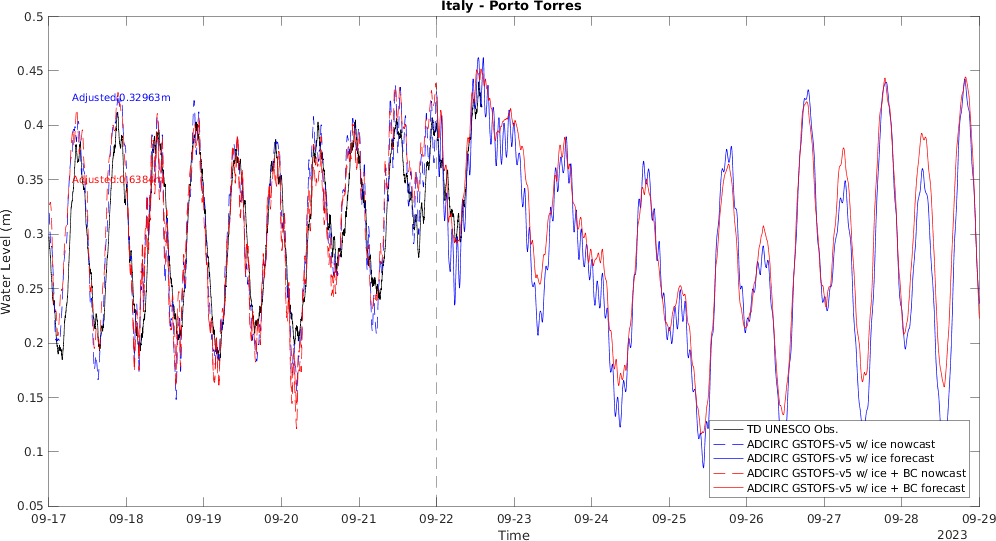 Italy - Porto Torres
Water Level (m)
0.5
0.45
0.4
0.35
0.3
0.25
0.2
0.15
0.1
0.05
Adjusted:0.32963m
Adjusted:0.6384m
TD UNESCO Obs.
ADCIRC GSTOFS-v5 w/ ice nowcast
ADCIRC GSTOFS-v5 w/ ice forecast
ADCIRC GSTOFS-v5 w/ ice + BC nowcast
ADCIRC GSTOFS-v5 w/ ice + BC forecast
09-17 09-18 09-19 09-20 09-21 09-22 09-23 09-24 09-25 09-26 09-27 09-28 09-29
Time
2023